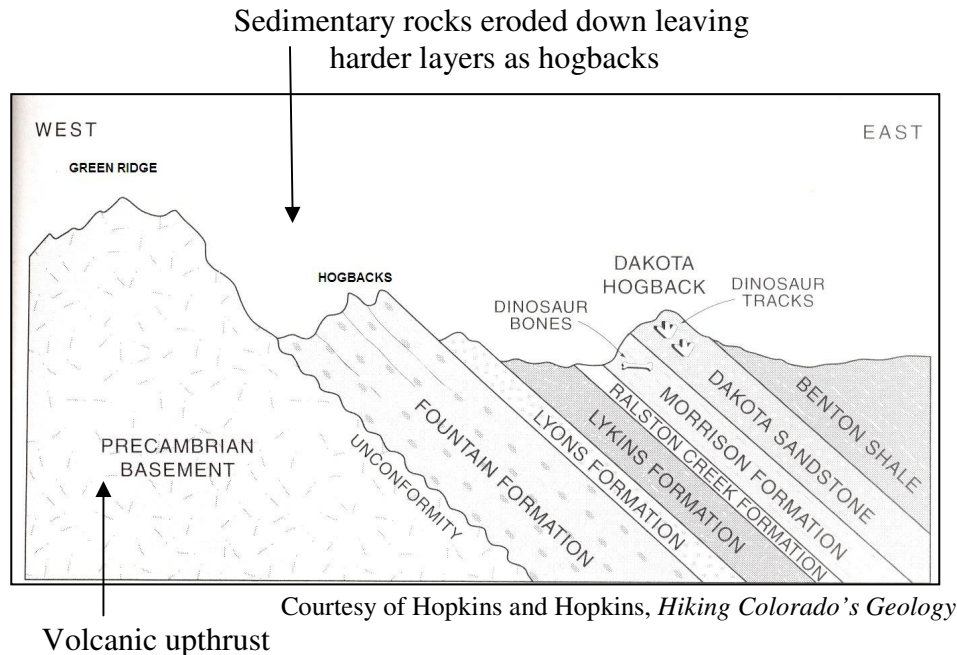 Sedimentary rocks eroded down leaving
harder layers as hogbacks
WEST
EAST
GREEN RIDGE
HOGBACKS
DAKOTA
HOGBACK
DINOSAUR
TRACKS
DINOSAUR
BONES
PRECAMBRIAN
BASEMENT
UNCONFORMITY
FOUNTAIN FORMATION
LYONS FORMATION
LYKINS FORMATION
RALSTON CREEK FORMATION
MORRISON FORMATION
DAKOTA SANDSTONE
BENTON SHALE
Courtesy of Hopkins and Hopkins, Hiking Colorado's Geology
Volcanic upthrust